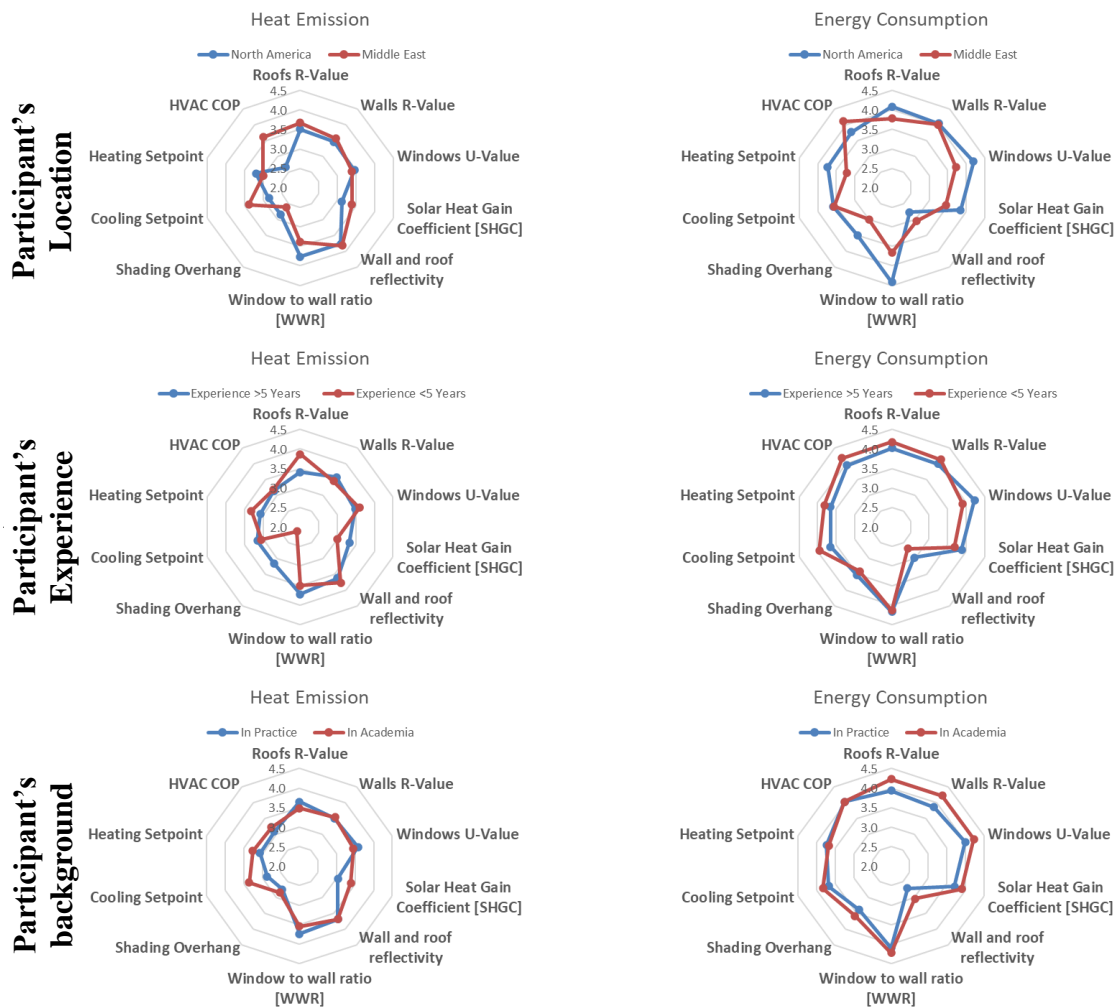 Participant's
Location
Heat Emission
North America
Middle East
Roofs R-Value
HVAC COP
Walls R-Value
Heating Setpoint
Windows U-Value
Cooling Setpoint
Solar Heat Gain
Coefficient [SHGC]
Shading Overhang
Wall and roof
reflectivity
Window to wall ratio
[WWR]
4.5
4.0
3.5
3.0
2.5
2.0
Energy Consumption
North America
Middle East
Roofs R-Value
HVAC COP
Walls R-Value
Heating Setpoint
Windows U-Value
Cooling Setpoint
Solar Heat Gain
Coefficient [SHGC]
Shading Overhang
Wall and roof
reflectivity
Window to wall ratio
[WWR]
4.5
4.0
3.5
3.0
2.5
2.0
Participant's
Experience
Heat Emission
Experience >5 Years
Experience <5 Years
Roofs R-Value
HVAC COP
Walls R-Value
Heating Setpoint
Windows U-Value
Cooling Setpoint
Solar Heat Gain
Coefficient [SHGC]
Shading Overhang
Wall and roof
reflectivity
Window to wall ratio
[WWR]
4.5
4.0
3.5
3.0
2.5
2.0
Energy Consumption
Experience >5 Years
Experience <5 Years
Roofs R-Value
HVAC COP
Walls R-Value
Heating Setpoint
Windows U-Value
Cooling Setpoint
Solar Heat Gain
Coefficient [SHGC]
Shading Overhang
Wall and roof
reflectivity
Window to wall ratio
[WWR]
4.5
4.0
3.5
3.0
2.5
2.0
Participant's
background
Heat Emission
In Practice
In Academia
Roofs R-Value
HVAC COP
Walls R-Value
Heating Setpoint
Windows U-Value
Cooling Setpoint
Solar Heat Gain
Coefficient [SHGC]
Shading Overhang
Wall and roof
reflectivity
Window to wall ratio
[WWR]
4.5
4.0
3.5
3.0
2.5
2.0
Energy Consumption
In Practice
In Academia
Roofs R-Value
HVAC COP
Walls R-Value
Heating Setpoint
Windows U-Value
Cooling Setpoint
Solar Heat Gain
Coefficient [SHGC]
Shading Overhang
Wall and roof
reflectivity
Window to wall ratio
[WWR]
4.5
4.0
3.5
3.0
2.5
2.0